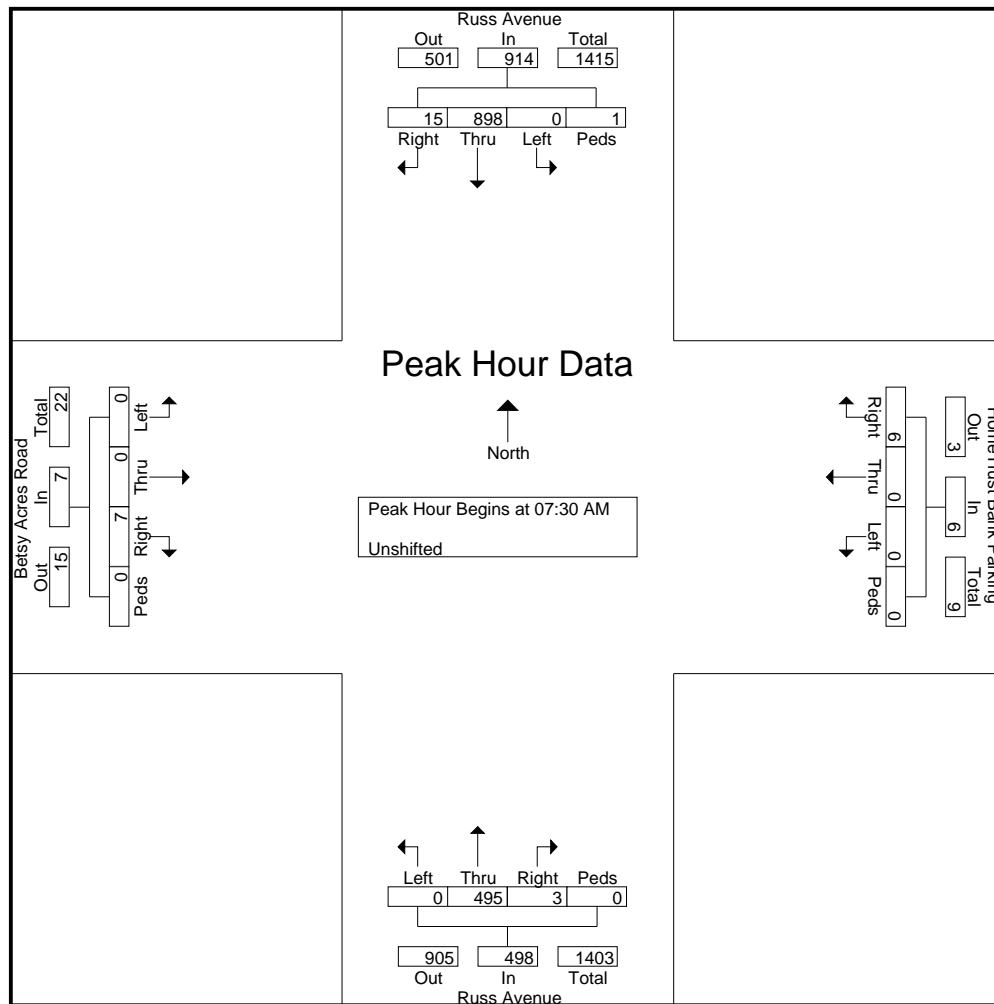 Russ Avenue
Out In Total
501 914 1415
15 898 0 1
Right Thru Left Peds
Peak Hour Data
North
Peak Hour Begins at 07:30 AM
Unshifted
Betsy Acres Road
Total In Out
22 7 15
0 0 7 0
Left Thru Right Peds
Right Thru Left Peds
6 0 0 0
3 6 9
Out In Total
HomeTrust Bank Parking
Left Thru Right Peds
0 495 3 0
905 498 1403
Out In Total
Russ Avenue